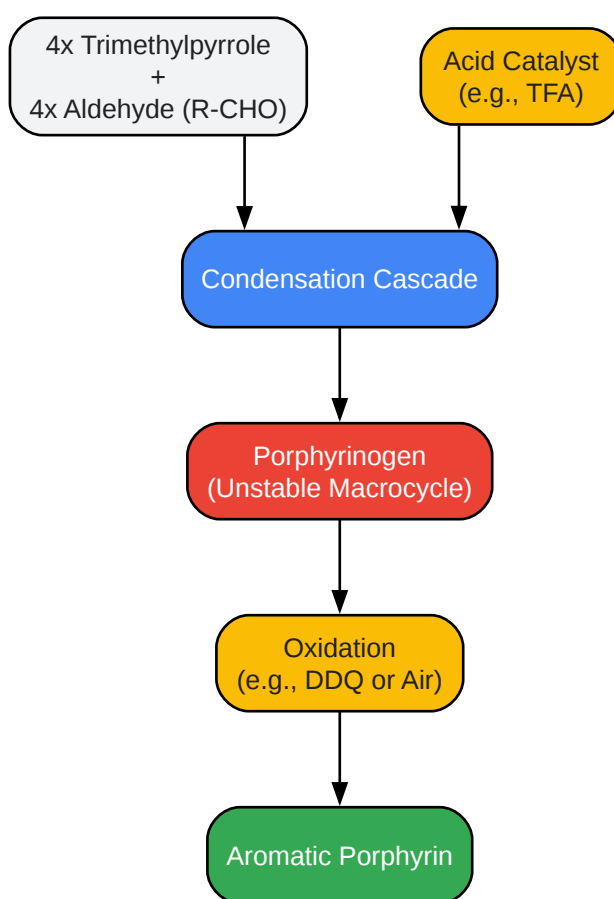 4x Trimethylpyrrole
+
4x Aldehyde (R-CHO)
Acid Catalyst
(e.g., TFA)
Condensation Cascade
Porphyrinogen
(Unstable Macrocycle)
Oxidation
(e.g., DDQ or Air)
Aromatic Porphyrin